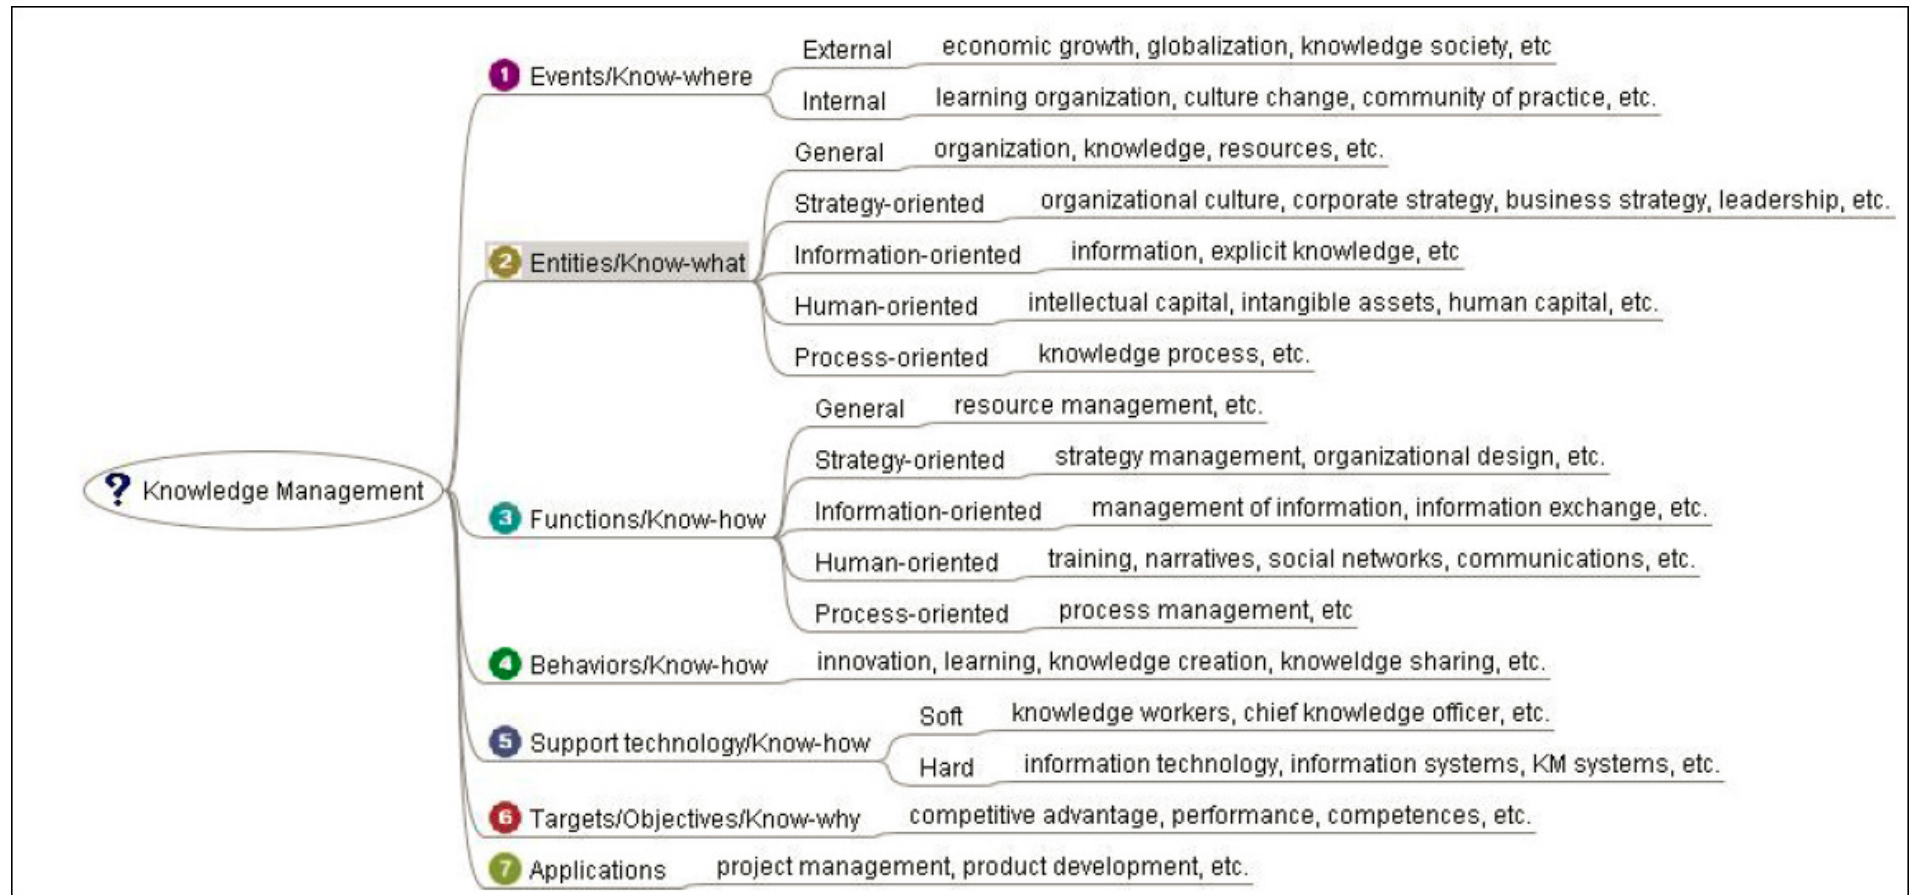 1 Events/Know-where
External economic growth, globalization, knowledge society, etc
Internal learning organization, culture change, community of practice, etc.
2 Entities/Know-what
General organization, knowledge, resources, etc.
Strategy-oriented organizational culture, corporate strategy, business strategy, leadership, etc.
Information-oriented information, explicit knowledge, etc
Human-oriented intellectual capital, intangible assets, human capital, etc.
Process-oriented knowledge process, etc.
? Knowledge Management
3 Functions/Know-how
General resource management, etc.
Strategy-oriented strategy management, organizational design, etc.
Information-oriented management of information, information exchange, etc.
Human-oriented training, narratives, social networks, communications, etc.
Process-oriented process management, etc
4 Behaviors/Know-how innovation, learning, knowledge creation, knoweldge sharing, etc.
5 Support technology/Know-how
Soft knowledge workers, chief knowledge officer, etc.
Hard information technology, information systems, KM systems, etc.
6 Targets/Objectives/Know-why competitive advantage, performance, competences, etc.
7 Applications project management, product development, etc.